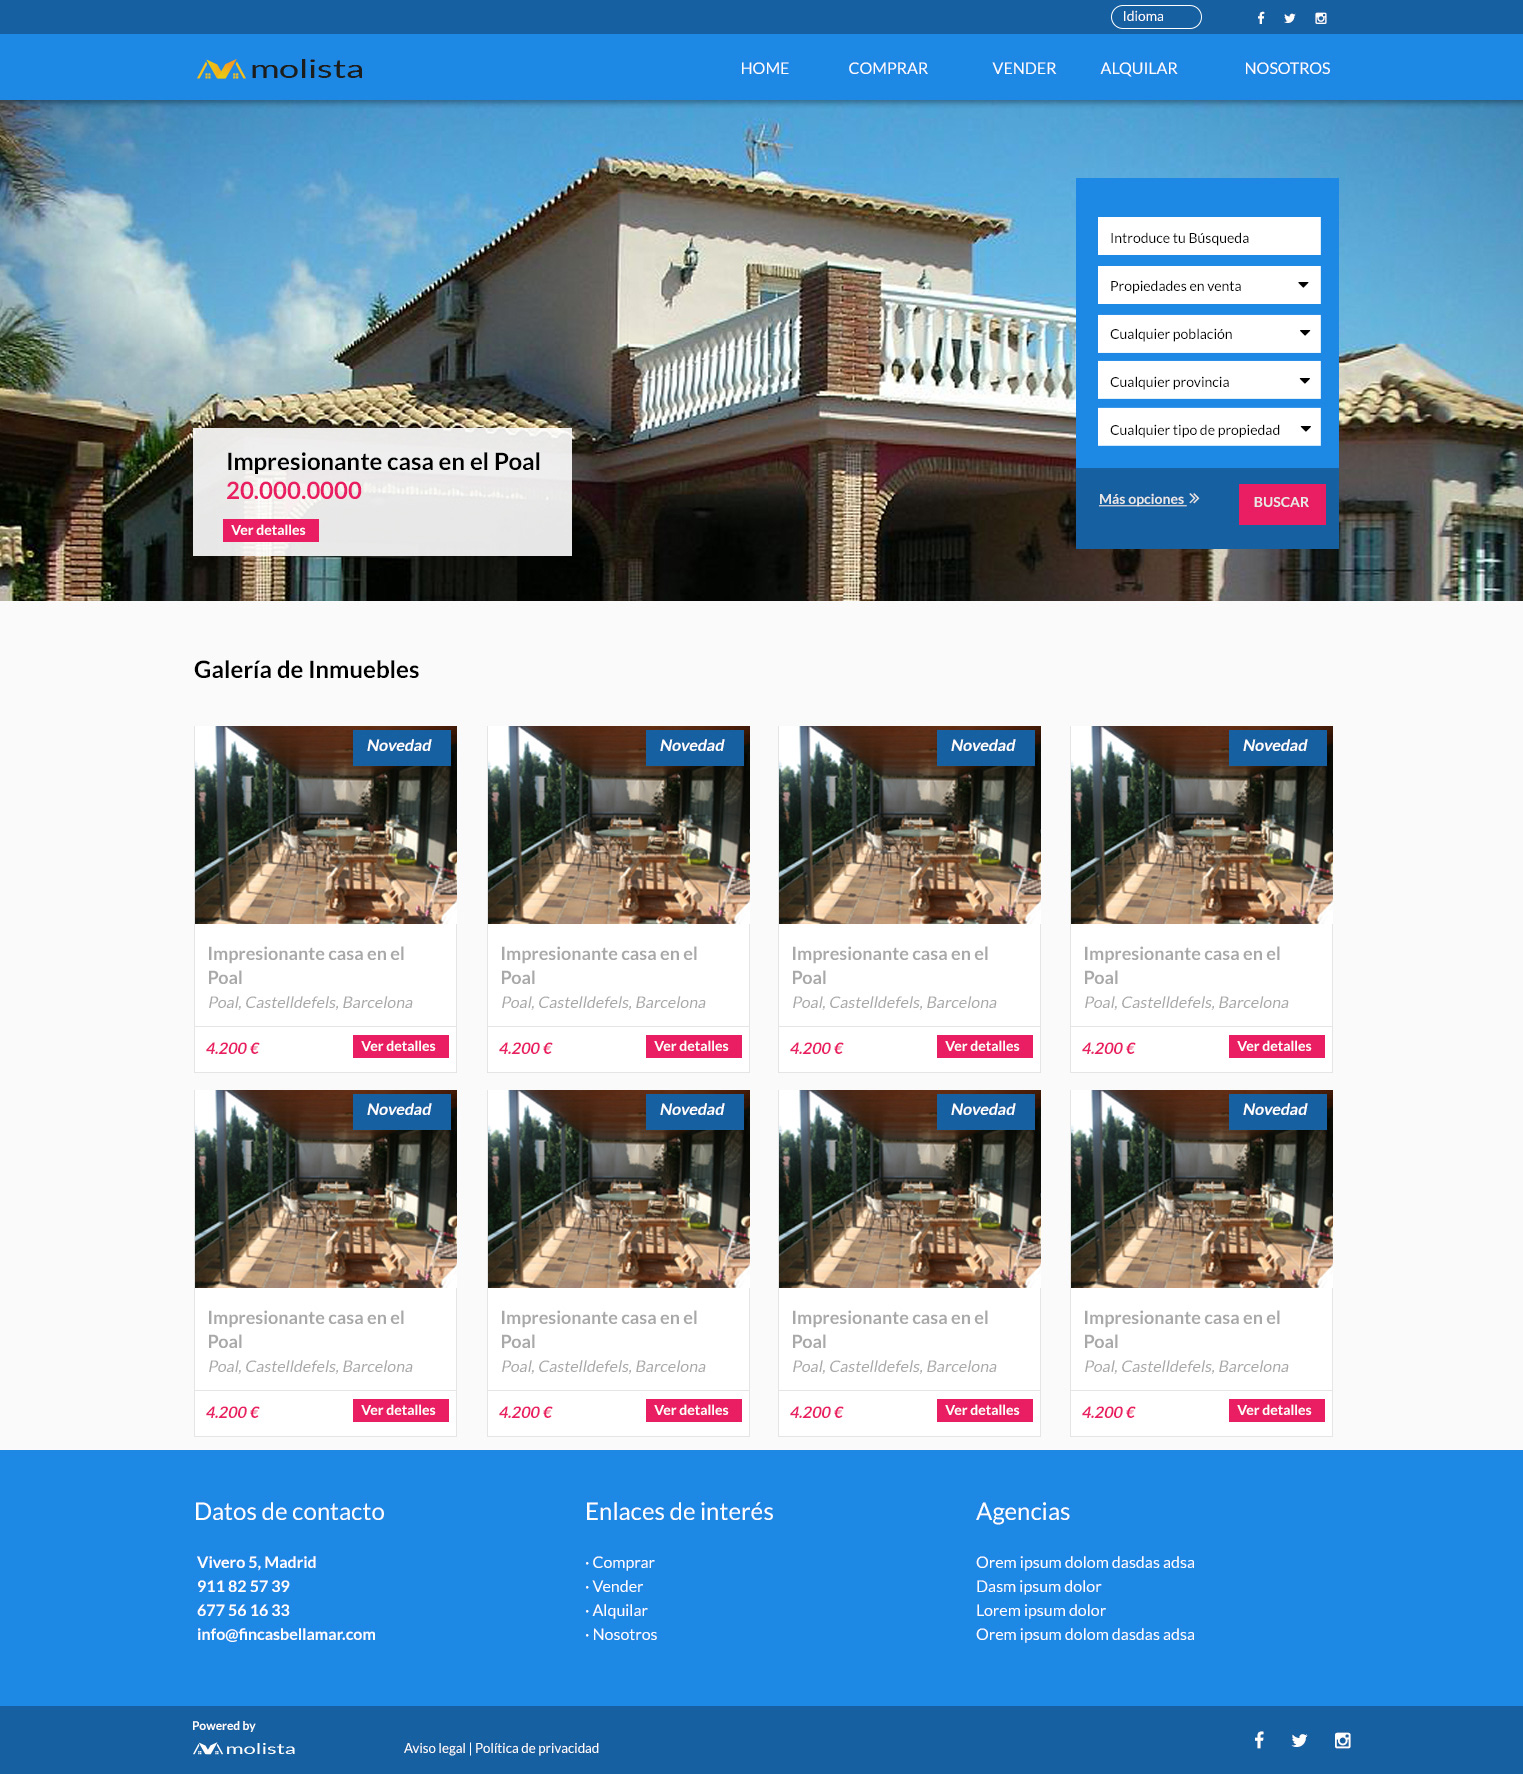 Idioma
molista
HOME COMPRAR VENDER ALQUILAR NOSOTROS
Introduce tu Búsqueda
Propiedades en venta
Cualquier población
Cualquier provincia
Cualquier tipo de propiedad
Más opciones
BUSCAR
Impresionante casa en el Poal
20.000.0000
Ver detalles
Galería de Inmuebles
Novedad
Impresionante casa en el
Poal
Poal, Castelldefels, Barcelona
4.200 €
Ver detalles
Novedad
Impresionante casa en el
Poal
Poal, Castelldefels, Barcelona
4.200 €
Ver detalles
Novedad
Impresionante casa en el
Poal
Poal, Castelldefels, Barcelona
4.200 €
Ver detalles
Novedad
Impresionante casa en el
Poal
Poal, Castelldefels, Barcelona
4.200 €
Ver detalles
Novedad
Impresionante casa en el
Poal
Poal, Castelldefels, Barcelona
4.200 €
Ver detalles
Novedad
Impresionante casa en el
Poal
Poal, Castelldefels, Barcelona
4.200 €
Ver detalles
Novedad
Impresionante casa en el
Poal
Poal, Castelldefels, Barcelona
4.200 €
Ver detalles
Novedad
Impresionante casa en el
Poal
Poal, Castelldefels, Barcelona
4.200 €
Ver detalles
Datos de contacto
Vivero 5, Madrid
911 82 57 39
677 56 16 33
info@fincasbellamar.com
Enlaces de interés
· Comprar
· Vender
· Alquilar
· Nosotros
Agencias
Orem ipsum dolom dasdas adsa
Dasm ipsum dolor
Lorem ipsum dolor
Orem ipsum dolom dasdas adsa
Powered by
molista
Aviso legal | Política de privacidad